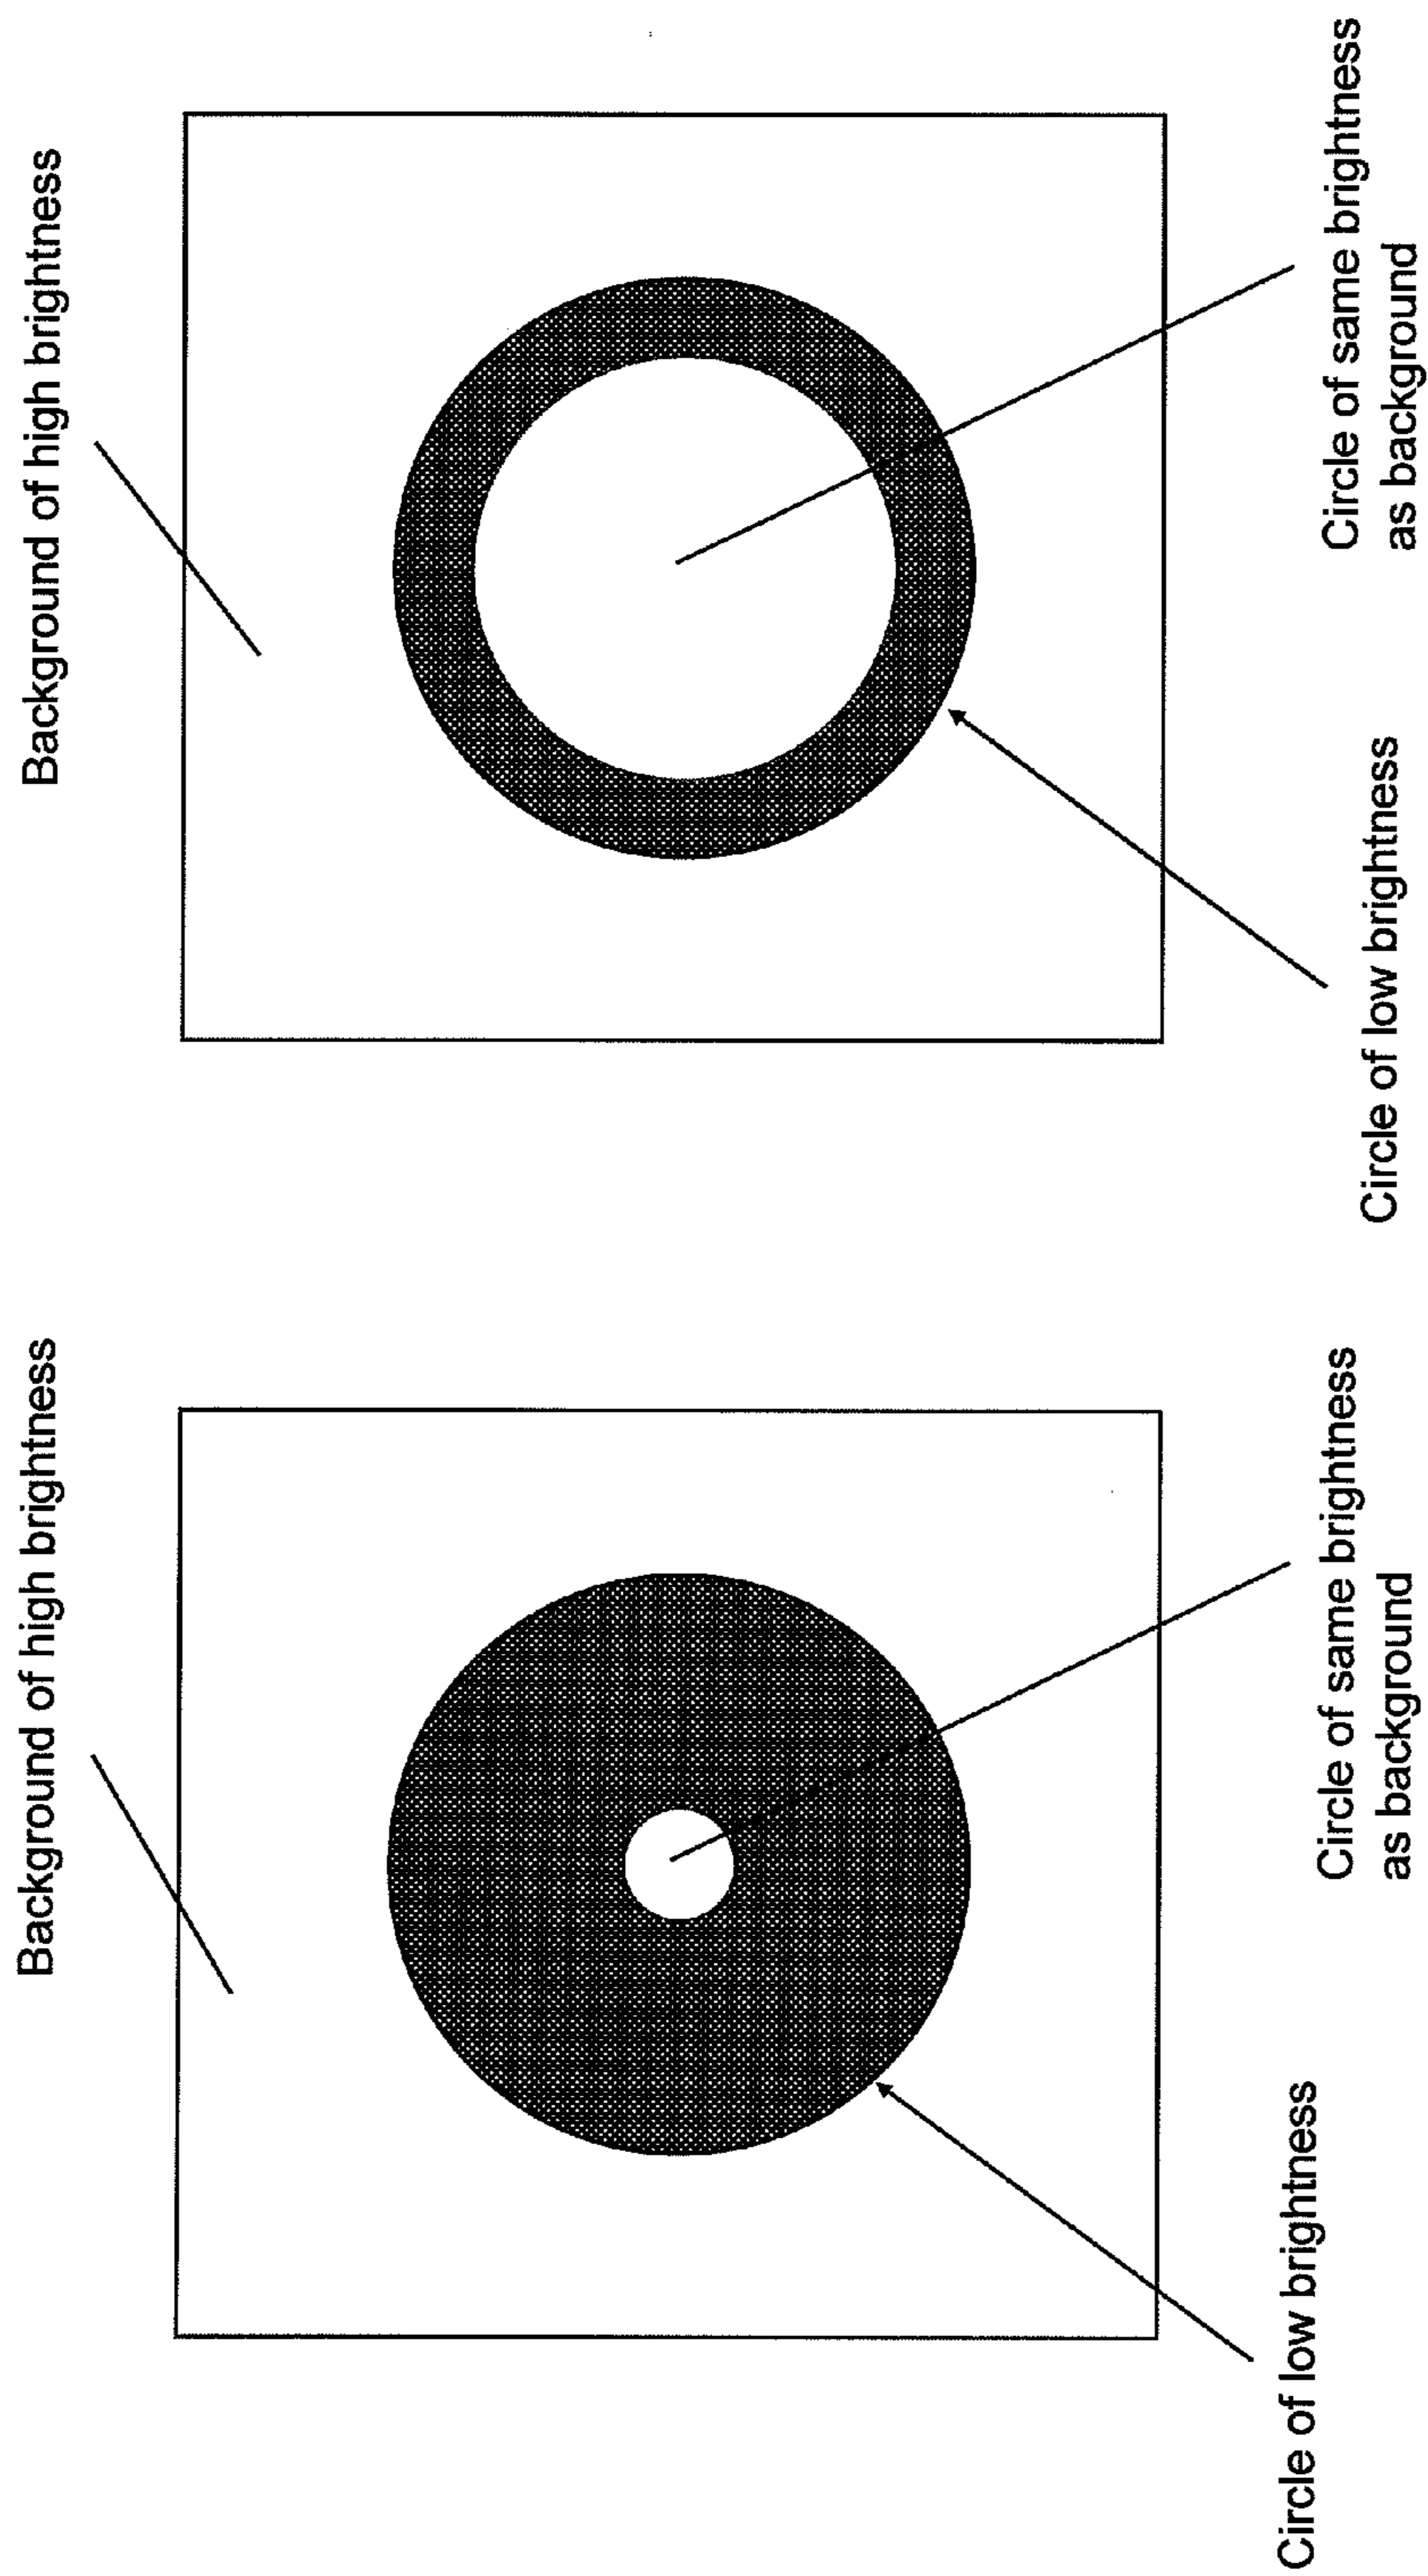 Background of high brightness
Circle of low brightness
Circle of same brightness
as background
Background of high brightness
Circle of low brightness
Circle of same brightness
as background